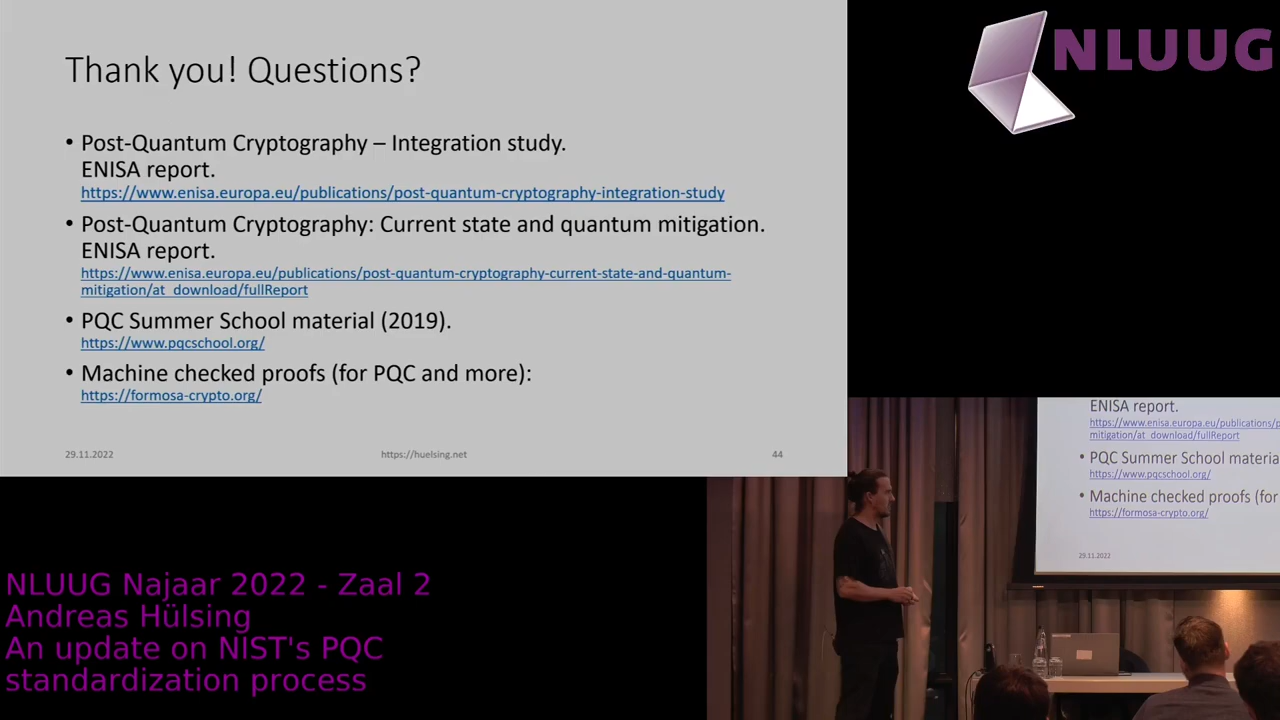 Thank you! Questions?
• Post-Quantum Cryptography – Integration study.
ENISA report.
https://www.enisa.europa.eu/publications/post-quantum-cryptography-integration-study
• Post-Quantum Cryptography: Current state and quantum mitigation.
ENISA report.
https://www.enisa.europa.eu/publications/post-quantum-cryptography-current-state-and-quantum-
mitigation/at_download/fullReport
• PQC Summer School material (2019).
https://www.pqcschool.org/
• Machine checked proofs (for PQC and more):
https://formosa-crypto.org/
29.11.2022
https://huelsing.net
44
NLUUG
ENISA report.
https://www.enisa.europa.eu/publications/p
mitigation/at_download/fullReport
• PQC Summer School materia
https://www.pqcschool.org/
• Machine checked proofs (for
https://formosa-crypto.org/
29.11.2022
NLUUG Najaar 2022 - Zaal 2
Andreas Hülsing
An update on NIST's PQC
standardization process